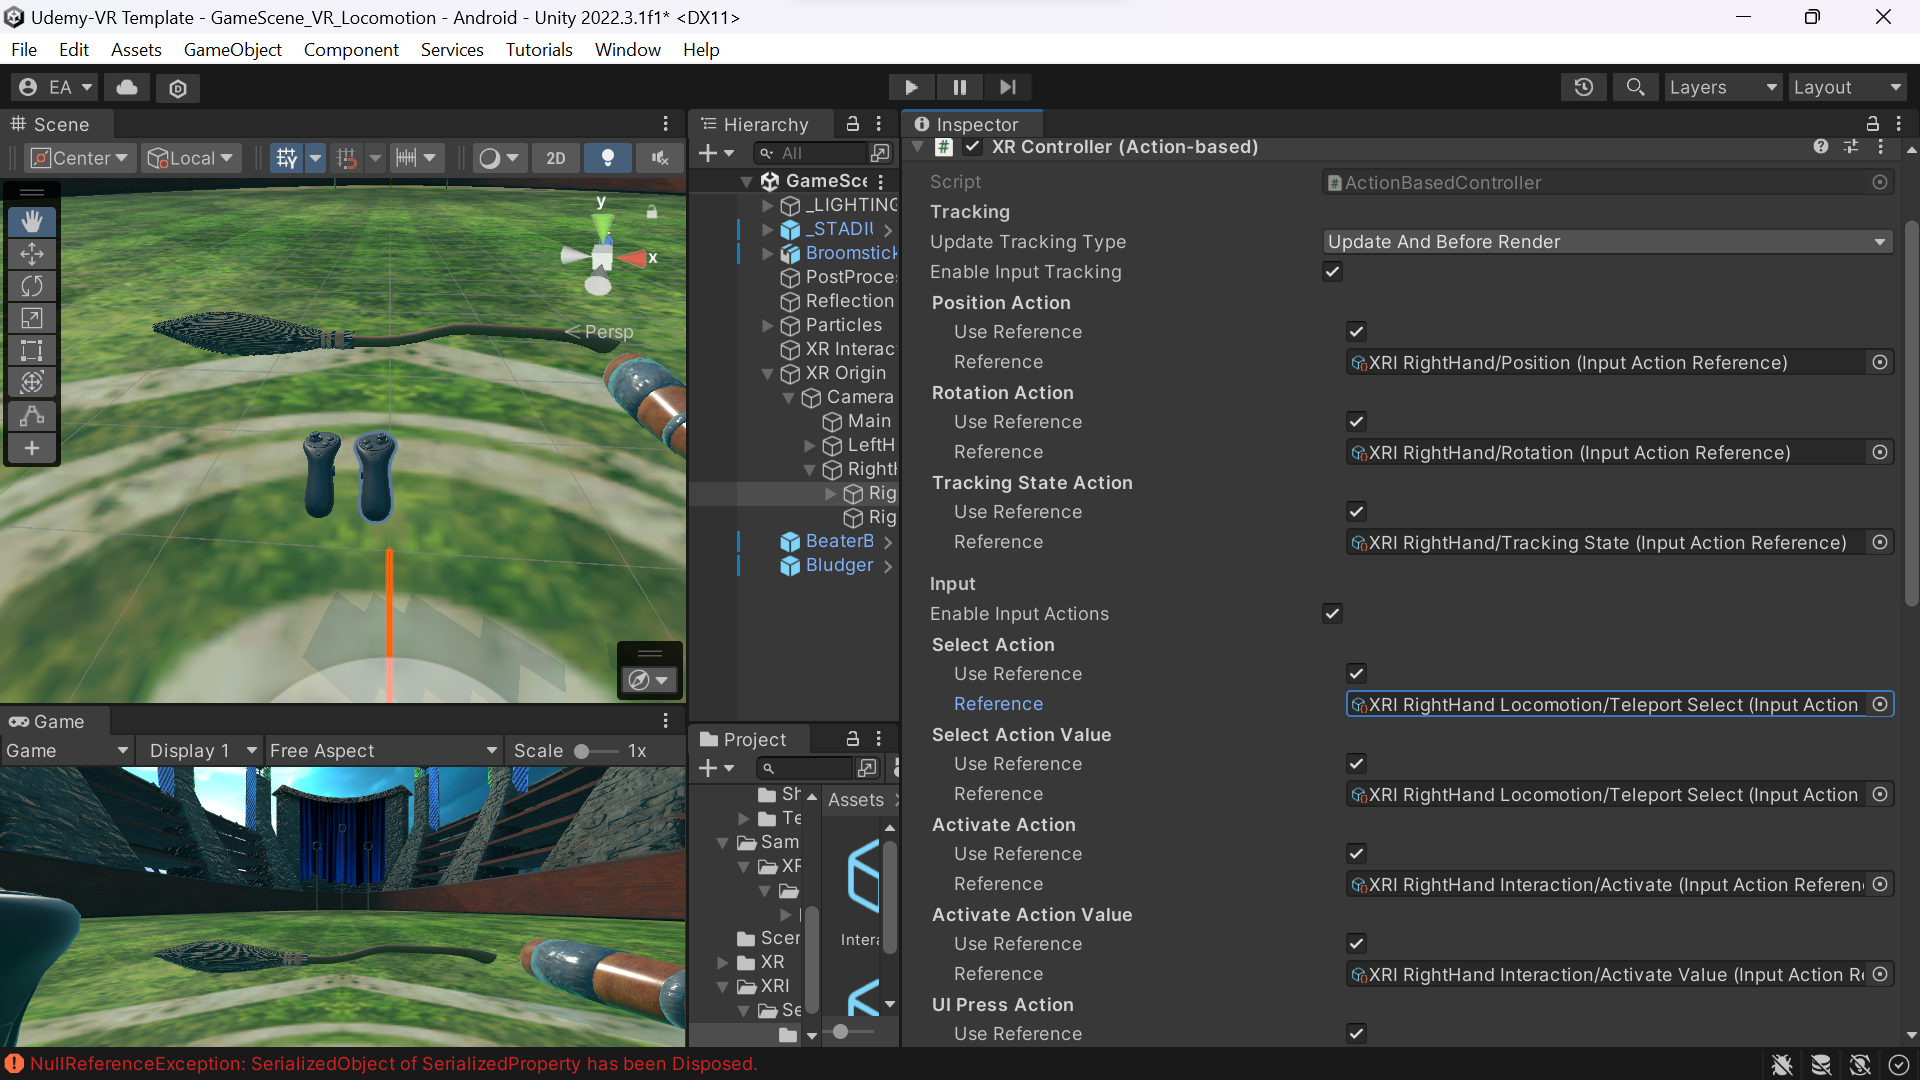 Udemy-VR Template - GameScene_VR_Locomotion - Android - Unity 2022.3.1f1* <DX11>
File Edit Assets GameObject Component Services Tutorials Window Help
EA
Layers
Layout
Scene
Center
Local
2D
y
x
Persp
Game
Game
Display 1
Free Aspect
Scale
1x
Hierarchy
All
GameSce
_LIGHTING
_STADIU
Broomstick
PostProces
Reflection
Particles
XR Interac
XR Origin
Camera
Main
LeftH
RightH
Rig
Rig
BeaterB
Bludger
Project
Sh
Te
Sam
XR
Scen
XR
XRI
Se
Assets
Intera
Inspector
XR Controller (Action-based)
Script ActionBasedController
Tracking
Update Tracking Type Update And Before Render
Enable Input Tracking
Position Action
Use Reference
Reference XRI RightHand/Position (Input Action Reference)
Rotation Action
Use Reference
Reference XRI RightHand/Rotation (Input Action Reference)
Tracking State Action
Use Reference
Reference XRI RightHand/Tracking State (Input Action Reference)
Input
Enable Input Actions
Select Action
Use Reference
Reference XRI RightHand Locomotion/Teleport Select (Input Action
Select Action Value
Use Reference
Reference XRI RightHand Locomotion/Teleport Select (Input Action
Activate Action
Use Reference
Reference XRI RightHand Interaction/Activate (Input Action Referen
Activate Action Value
Use Reference
Reference XRI RightHand Interaction/Activate Value (Input Action Re
UI Press Action
Use Reference
NullReferenceException: SerializedObject of SerializedProperty has been Disposed.